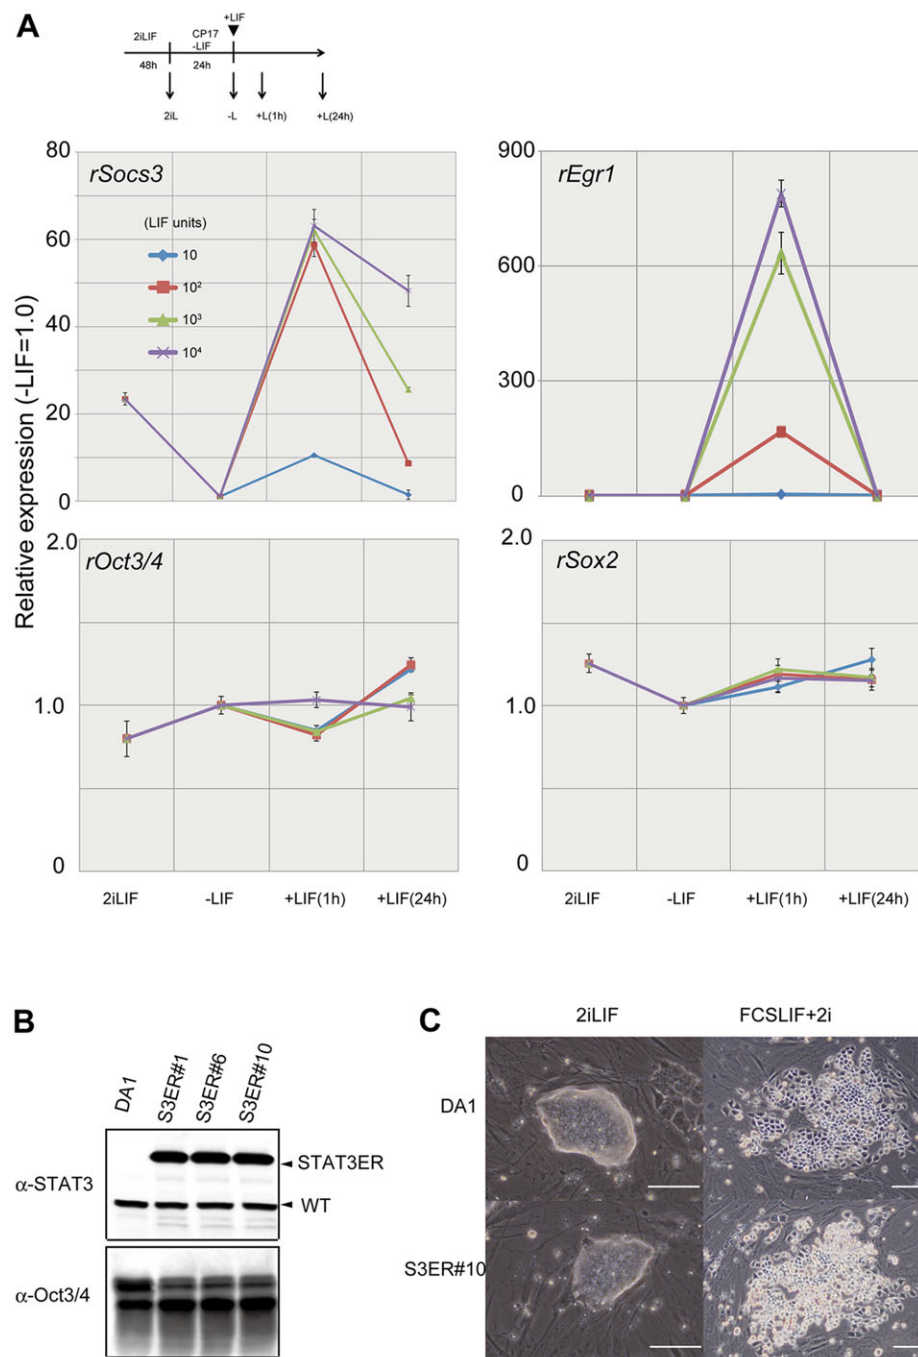 A
+LIF
2iLIF
CP17
-LIF
48h
24h
2iL
-L
+L(1h)
+L(24h)
Relative expression (-LIF=1.0)
rSocs3
80
60
40
20
0
(LIF units)
10
10²
10³
10⁴
rEgr1
900
600
300
0
rOct3/4
2.0
1.0
0
2iLIF
-LIF
+LIF(1h)
+LIF(24h)
rSox2
2.0
1.0
0
2iLIF
-LIF
+LIF(1h)
+LIF(24h)
B
DA1
S3ER#1
S3ER#6
S3ER#10
α-STAT3
STAT3ER
WT
α-Oct3/4
C
2iLIF
FCSLIF+2i
DA1
S3ER#10